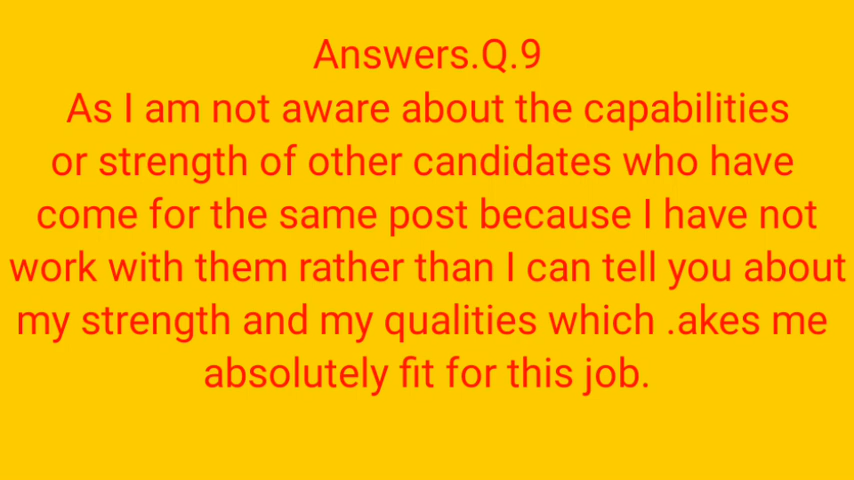 Answers.Q.9
As I am not aware about the capabilities
or strength of other candidates who have
come for the same post because I have not
work with them rather than I can tell you about
my strength and my qualities which .akes me
absolutely fit for this job.